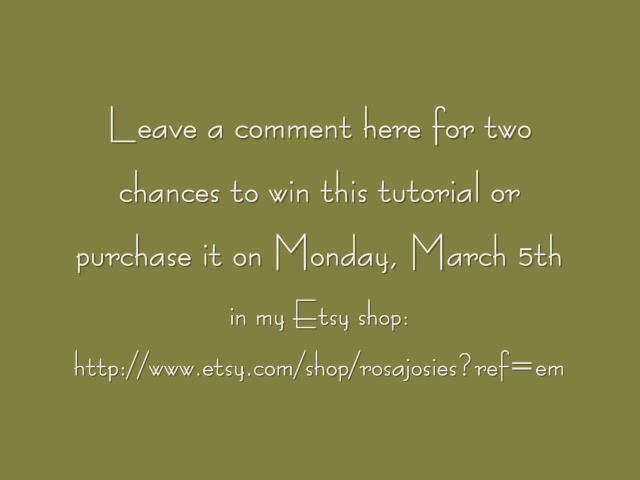 Leave a comment here for two
chances to win this tutorial or
purchase it on Monday, March 5th
in my Etsy shop:
http://www.etsy.com/shop/rosajosies?ref=em